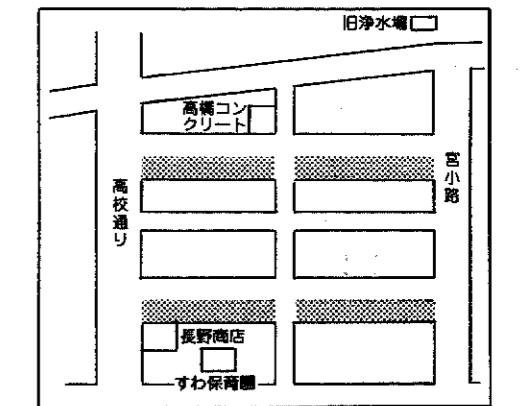 旧浄水場
高橋コン
クリート
宮小路
高校通り
長野商店
すわ保育園